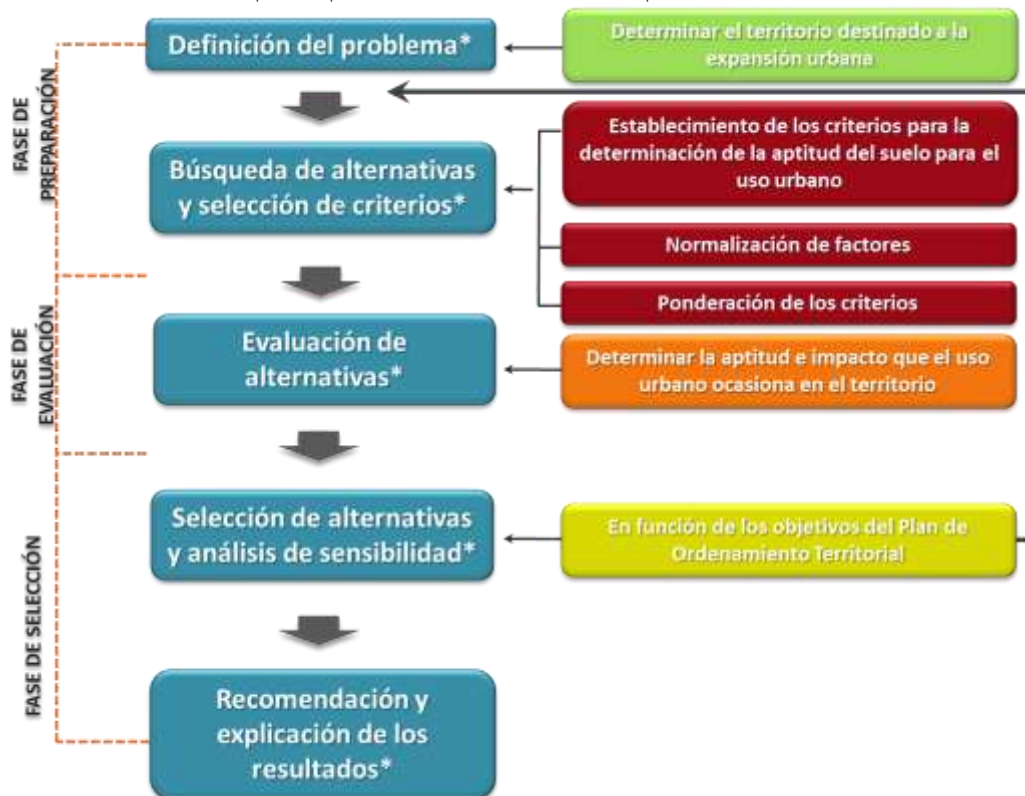 Definición del problema*
Determinar el territorio destinado a la
expansión urbana
FASE DE
PREPARACIÓN
Búsqueda de alternativas
y selección de criterios*
Establecimiento de los criterios para la
determinación de la aptitud del suelo para el
uso urbano
Normalización de factores
Ponderación de los criterios
FASE DE
EVALUACIÓN
Evaluación de
alternativas*
Determinar la aptitud e impacto que el uso
urbano ocasiona en el territorio
FASE DE SELECCIÓN
Selección de alternativas
y análisis de sensibilidad*
En función de los objetivos del Plan de
Ordenamiento Territorial
Recomendación y
explicación de los
resultados*